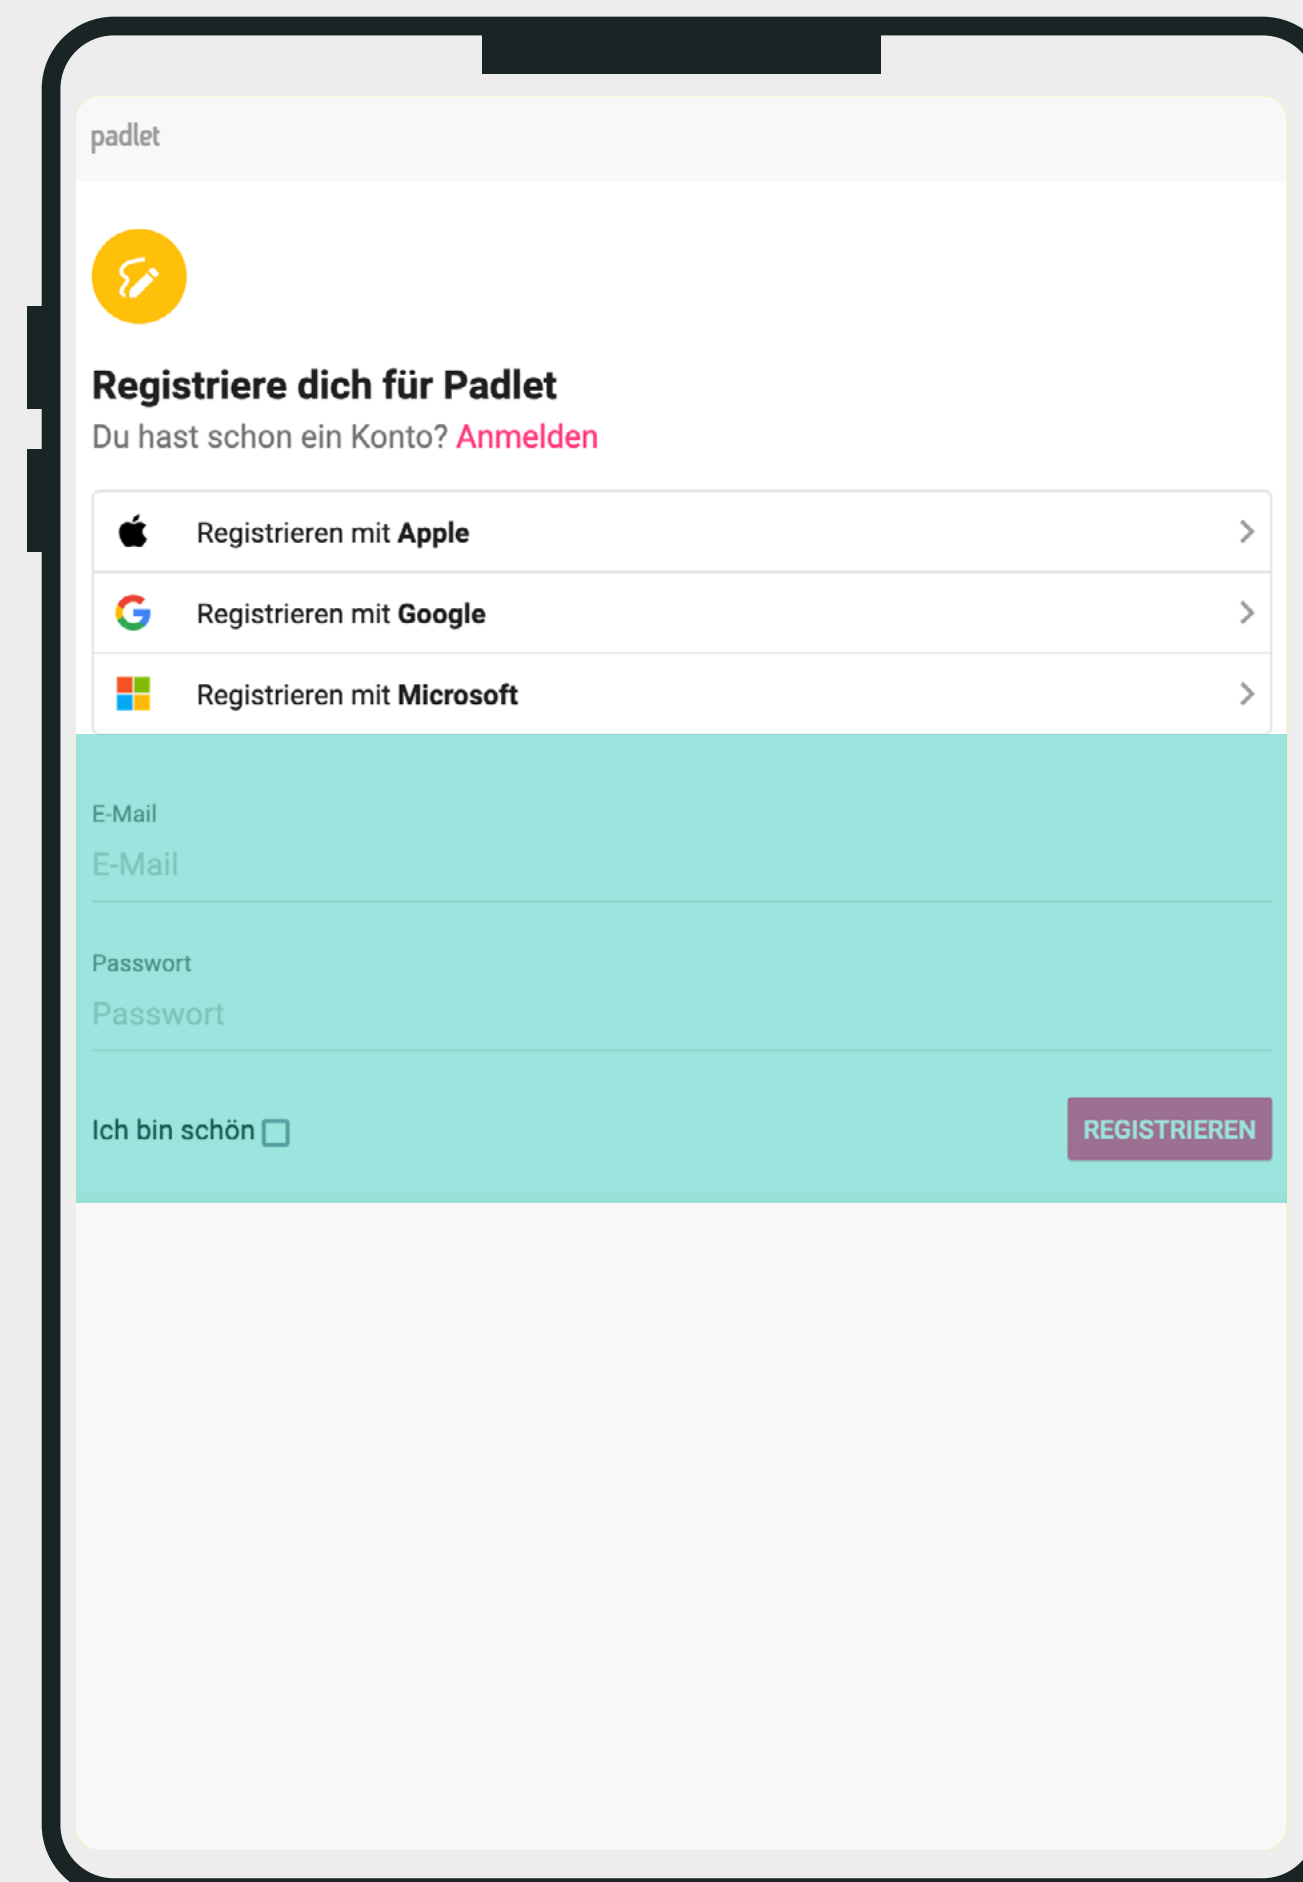 padlet
Registriere dich für Padlet
Du hast schon ein Konto? Anmelden
Registrieren mit Apple
Registrieren mit Google
Registrieren mit Microsoft
E-Mail
E-Mail
Passwort
Passwort
Ich bin schön
REGISTRIEREN